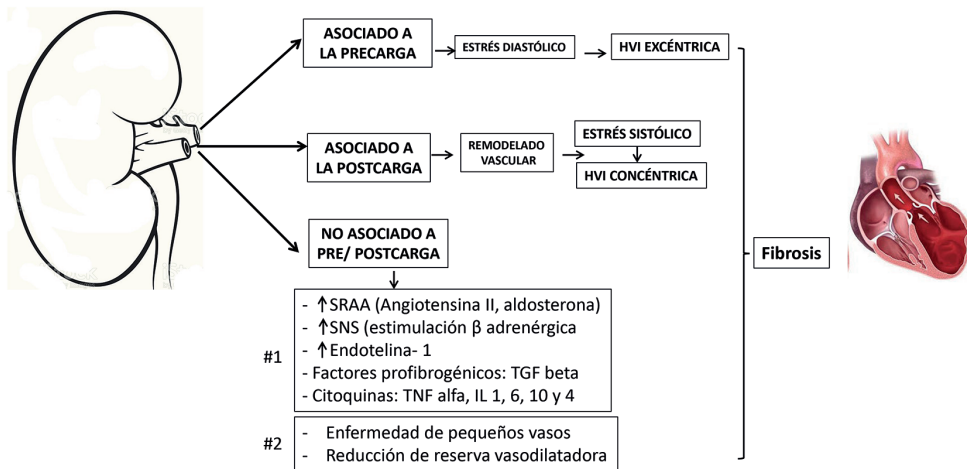 ASOCIADO A
LA PRECARGA
ESTRÉS DIASTÓLICO
HVI EXCÉNTRICA
ASOCIADO A
LA POSTCARGA
REMODELADO
VASCULAR
ESTRÉS SISTÓLICO
HVI CONCÉNTRICA
NO ASOCIADO A
PRE/ POSTCARGA
Fibrosis
#1
- ↑SRAA (Angiotensina II, aldosterona)
- ↑SNS (estimulación β adrenérgica
- ↑Endotelina- 1
- Factores profibrogénicos: TGF beta
- Citoquinas: TNF alfa, IL 1, 6, 10 y 4
#2
- Enfermedad de pequeños vasos
- Reducción de reserva vasodilatadora